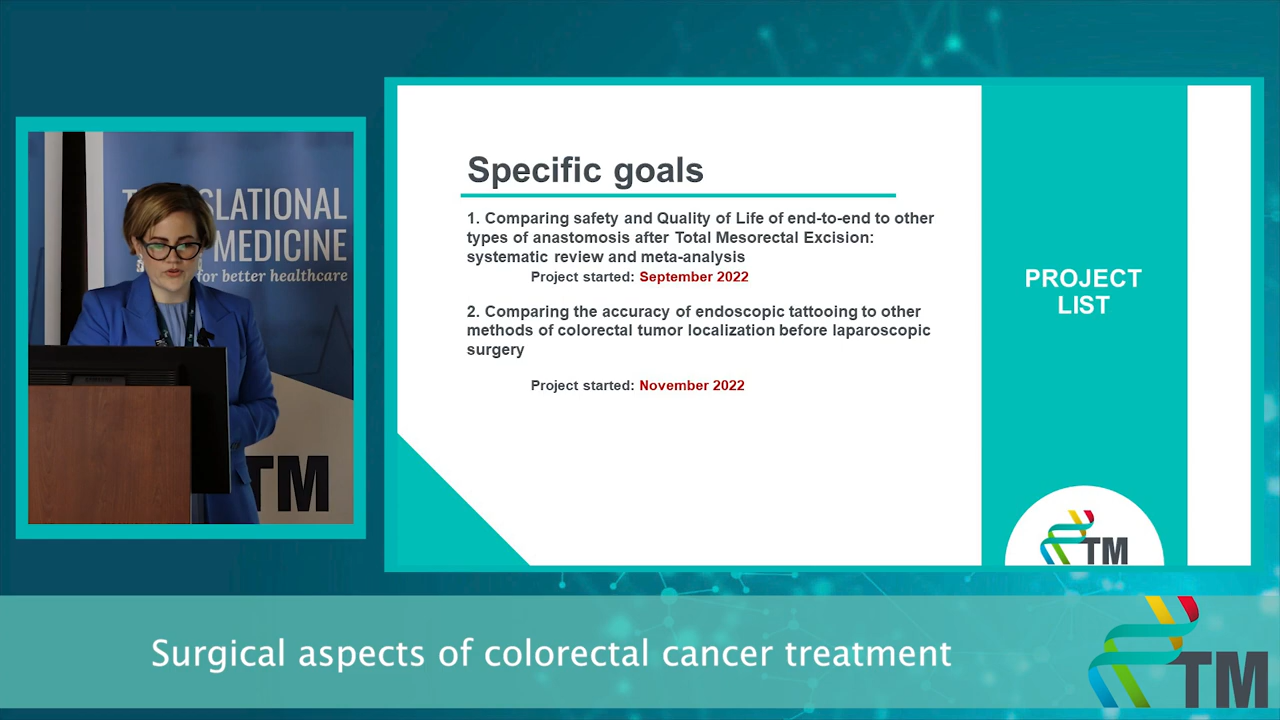 TR SLATIONAL
MEDICINE
for better healthcare
TM
Specific goals
1. Comparing safety and Quality of Life of end-to-end to other
types of anastomosis after Total Mesorectal Excision:
systematic review and meta-analysis
Project started: September 2022
2. Comparing the accuracy of endoscopic tattooing to other
methods of colorectal tumor localization before laparoscopic
surgery
Project started: November 2022
PROJECT
LIST
TM
Surgical aspects of colorectal cancer treatment
TM